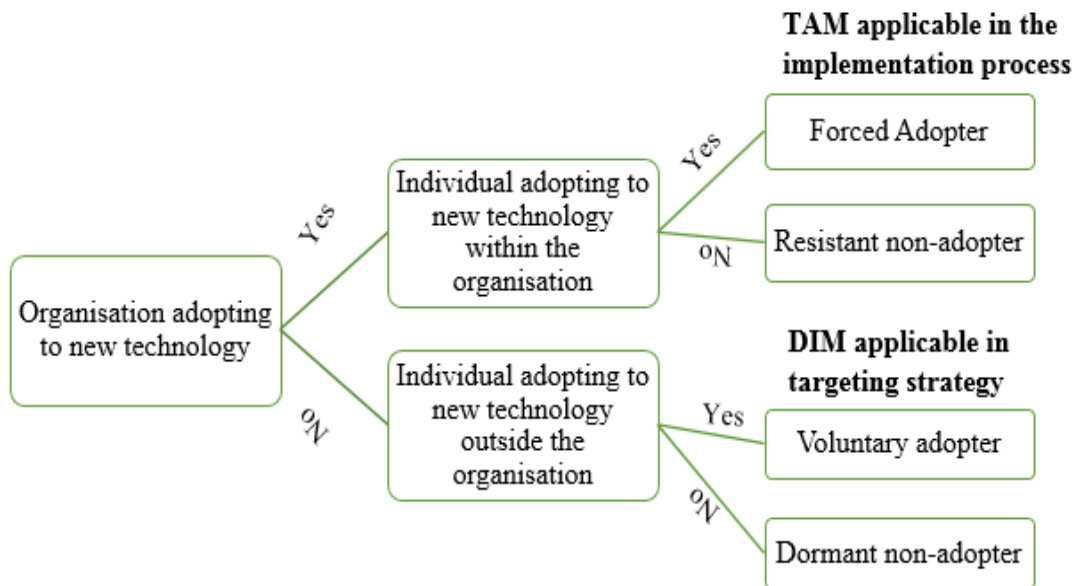 TAM applicable in the
implementation process
Forced Adopter
Yes
Individual adopting to
new technology
within the
organisation
Yes
No
Resistant non-adopter
Organisation adopting
to new technology
No
Individual adopting to
new technology
outside the
organisation
DIM applicable in
targeting strategy
Yes
Voluntary adopter
No
Dormant non-adopter